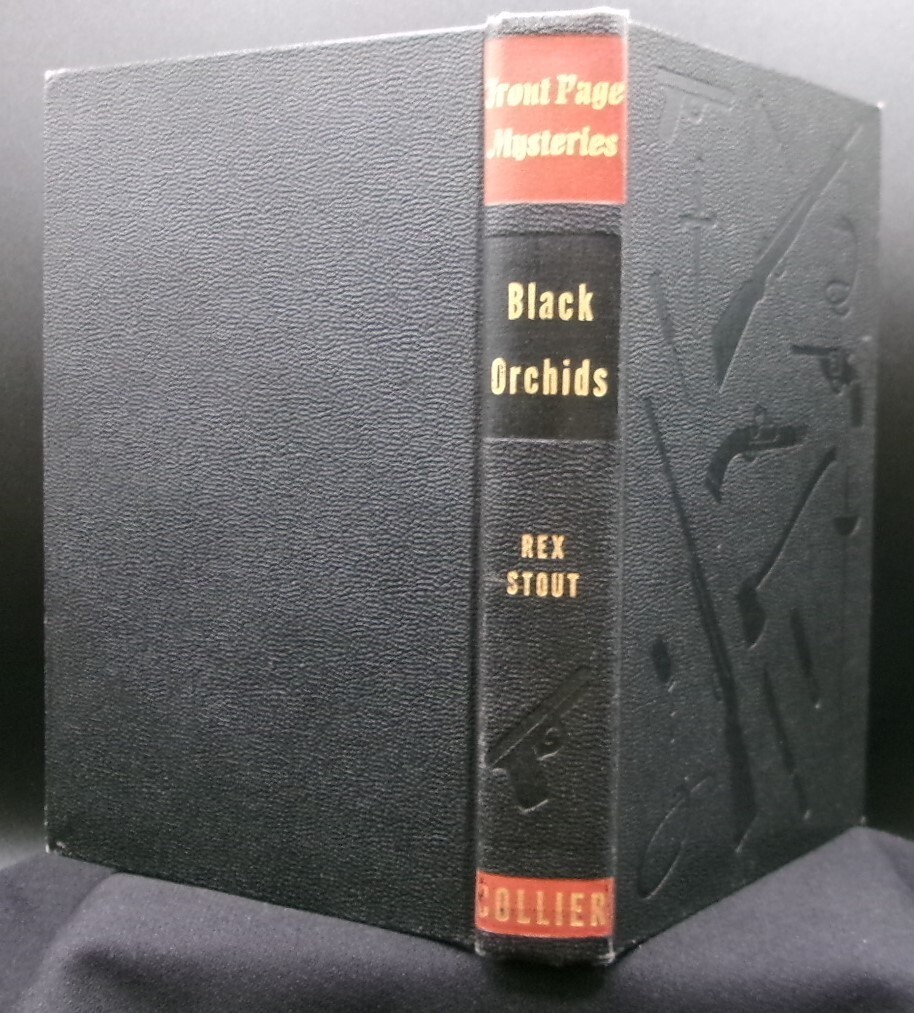 Front Page
Mysteries
Black
Orchids
REX
STOUT
COLLIER